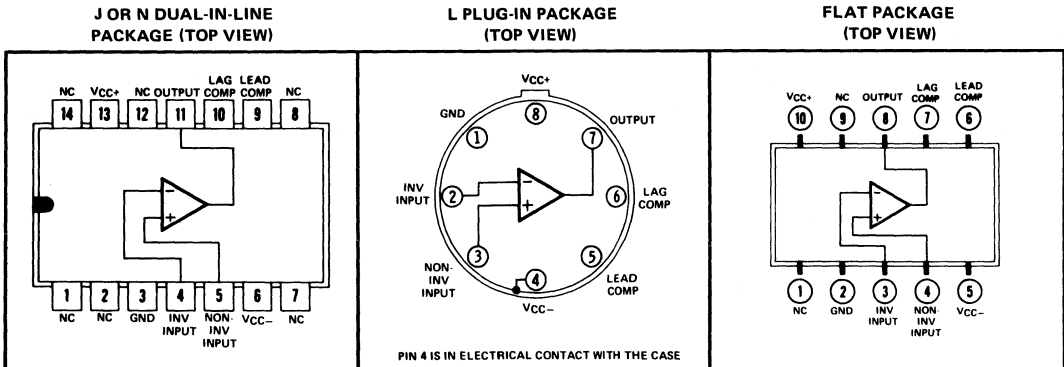 J OR N DUAL-IN-LINE
PACKAGE (TOP VIEW)
NC VCC+ NC OUTPUT LAG COMP LEAD COMP NC
14 13 12 11 10 9 8
−
+
1 2 3 4 5 6 7
NC NC GND INV INPUT NON-INV INPUT VCC− NC
L PLUG-IN PACKAGE
(TOP VIEW)
VCC+
8
GND
1
OUTPUT
7
INV
INPUT
2
−
+
6
LAG
COMP
3
NON-
INV
INPUT
5
LEAD
COMP
4
VCC−
PIN 4 IS IN ELECTRICAL CONTACT WITH THE CASE
FLAT PACKAGE
(TOP VIEW)
VCC+ NC OUTPUT LAG COMP LEAD COMP
10 9 8 7 6
−
+
1 2 3 4 5
NC GND INV INPUT NON-INV INPUT VCC−